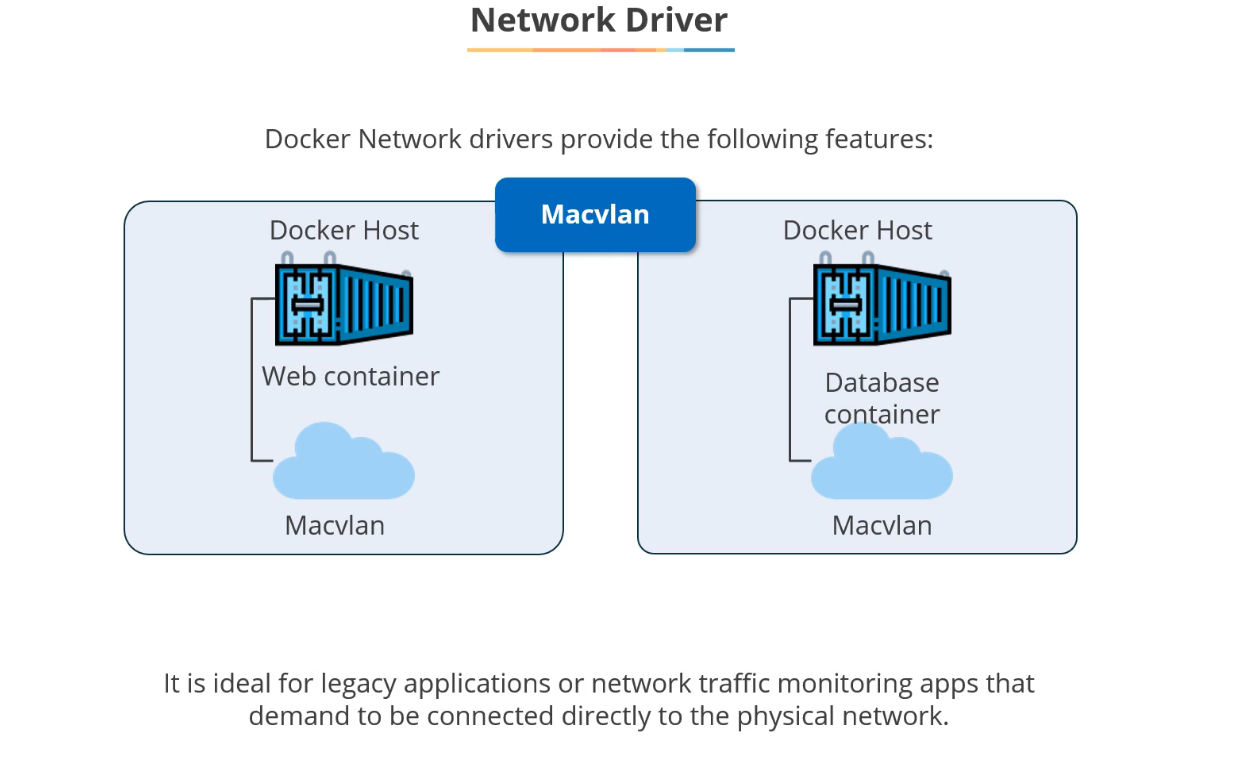 Network Driver
Docker Network drivers provide the following features:
Macvlan
Docker Host
Web container
Macvlan
Docker Host
Database
container
Macvlan
It is ideal for legacy applications or network traffic monitoring apps that
demand to be connected directly to the physical network.